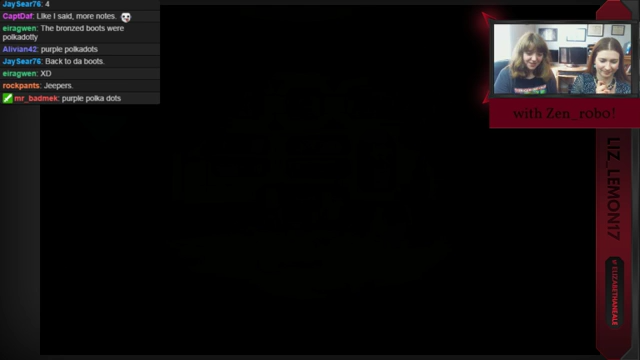 JaySear76: 4
CaptDaf: Like I said, more notes.
eiragwen: The bronzed boots were
polkadotty
Alivian42: purple polkadots
JaySear76: Back to da boots.
eiragwen: XD
rockpants: Jeepers.
mr_badmek: purple polka dots
with Zen_robo!
LIZ_LEMON17
@ELIZABETHANEALE